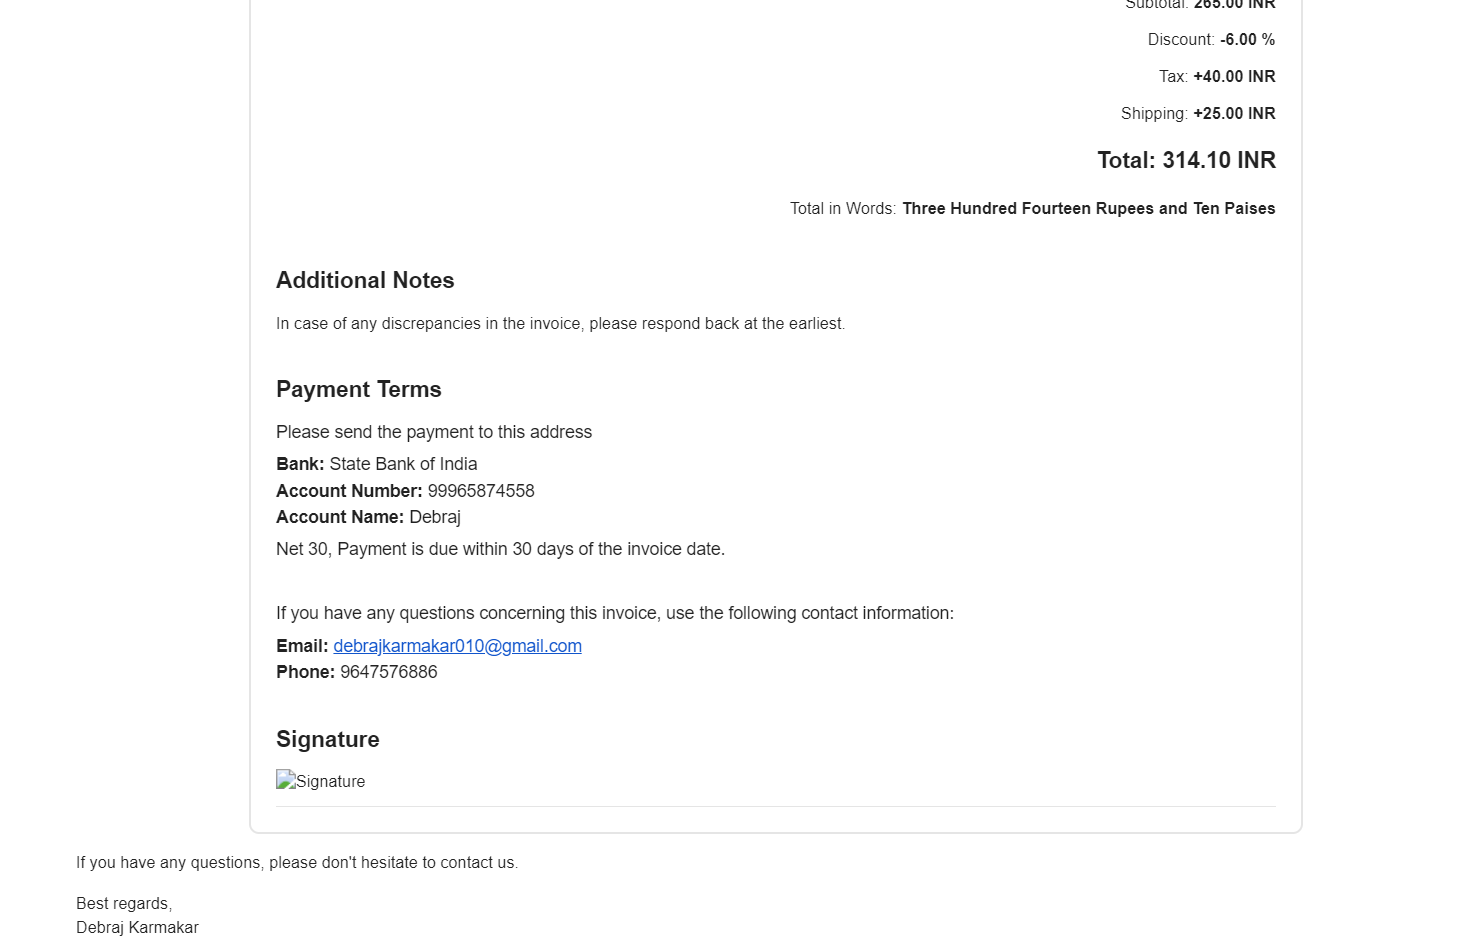 Subtotal: 265.00 INR
Discount: -6.00 %
Tax: +40.00 INR
Shipping: +25.00 INR
Total: 314.10 INR
Total in Words: Three Hundred Fourteen Rupees and Ten Paises
Additional Notes
In case of any discrepancies in the invoice, please respond back at the earliest.
Payment Terms
Please send the payment to this address
Bank: State Bank of India
Account Number: 99965874558
Account Name: Debraj
Net 30, Payment is due within 30 days of the invoice date.
If you have any questions concerning this invoice, use the following contact information:
Email: debrajkarmakar010@gmail.com
Phone: 9647576886
Signature
Signature
If you have any questions, please don't hesitate to contact us.
Best regards,
Debraj Karmakar